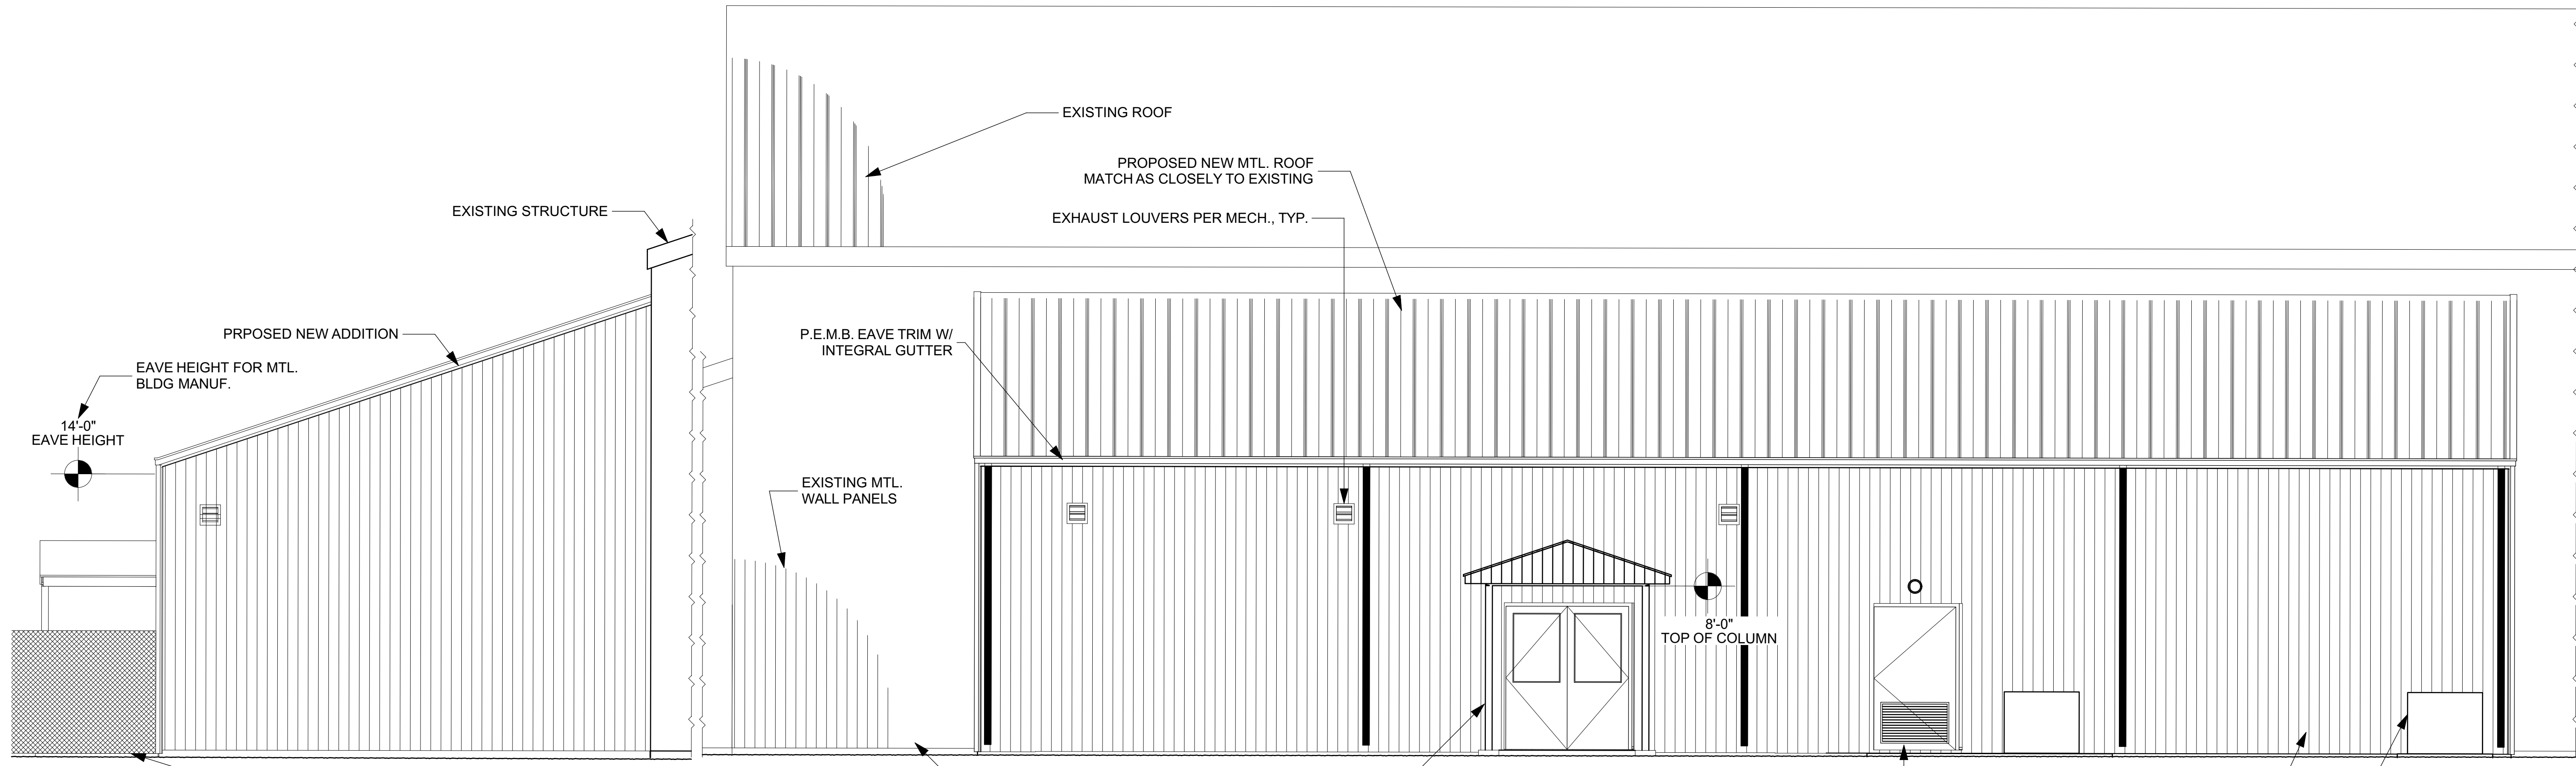 EXISTING ROOF
PROPOSED NEW MTL. ROOF
MATCH AS CLOSELY TO EXISTING
EXISTING STRUCTURE
EXHAUST LOUVERS PER MECH., TYP.
PRPOSED NEW ADDITION
P.E.M.B. EAVE TRIM W/
INTEGRAL GUTTER
EAVE HEIGHT FOR MTL.
BLDG MANUF.
14'-0"
EAVE HEIGHT
EXISTING MTL.
WALL PANELS
8'-0"
TOP OF COLUMN